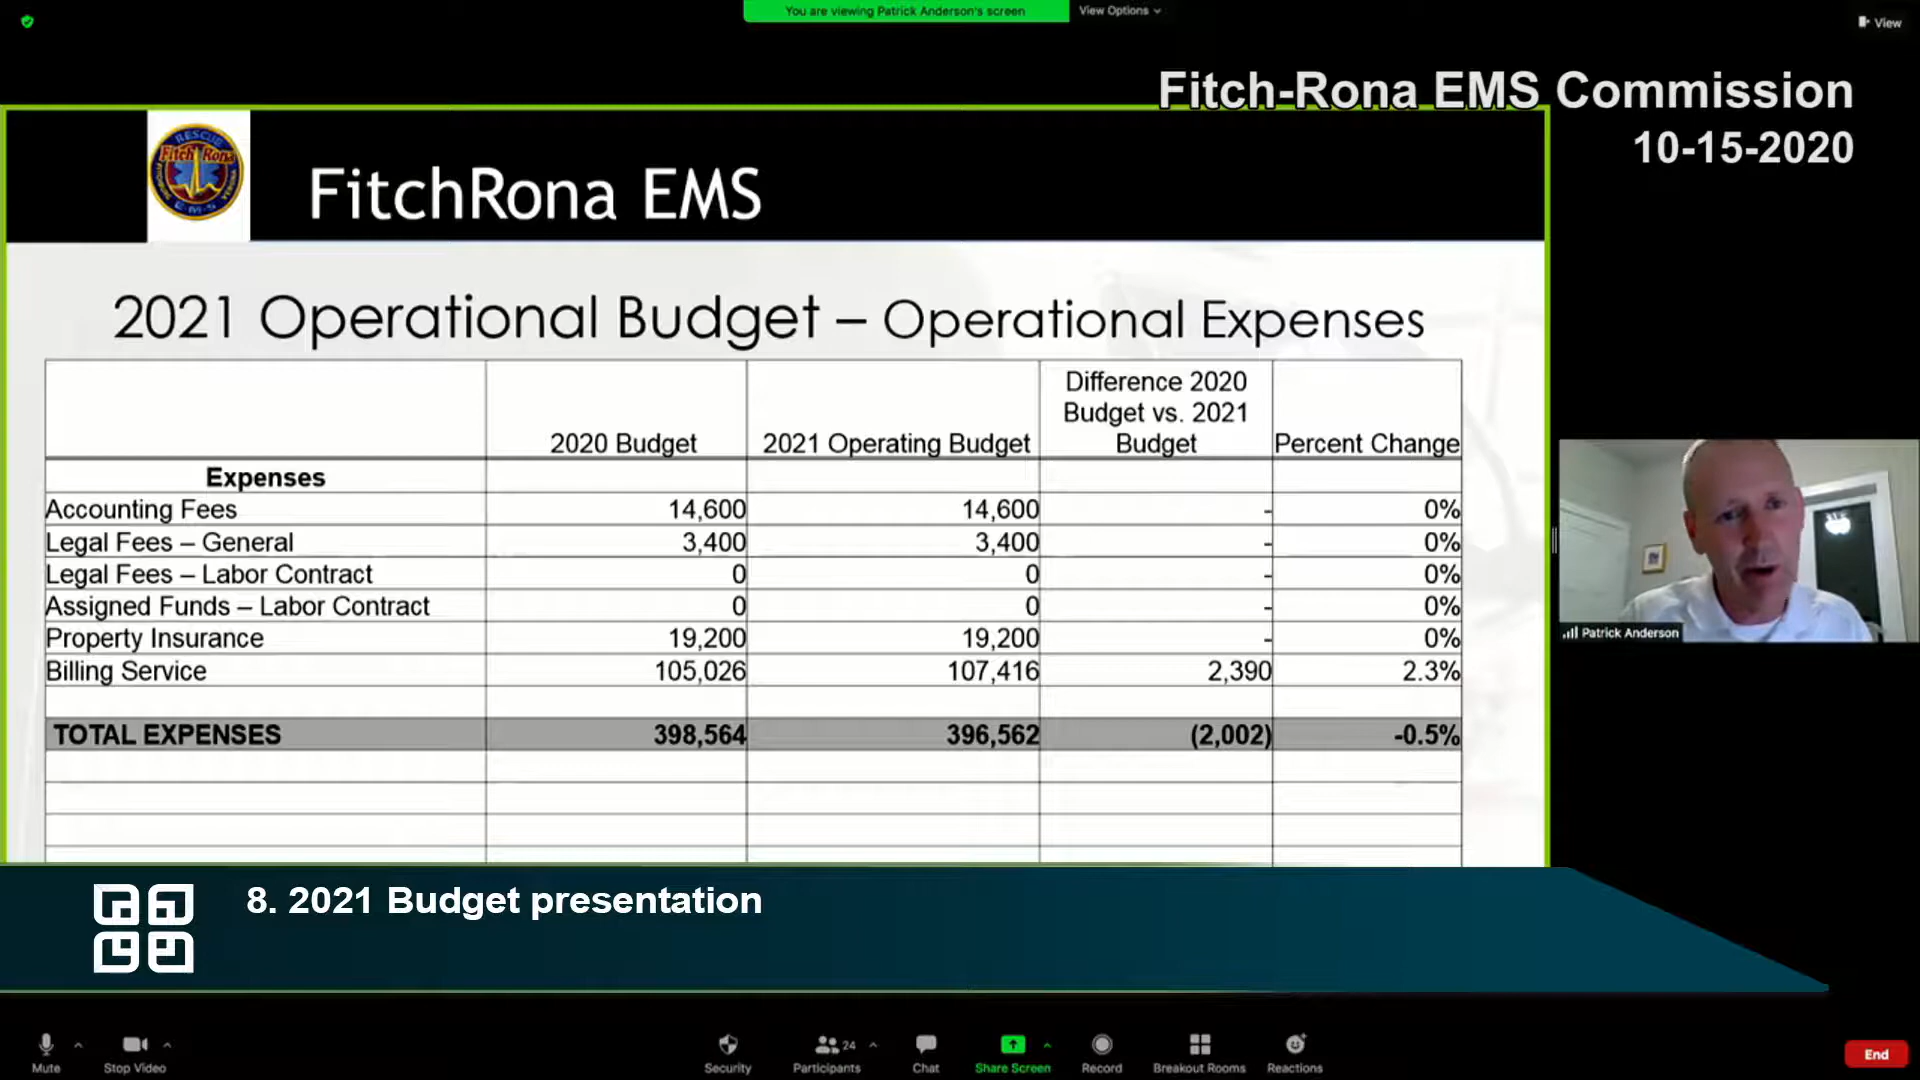 You are viewing Patrick Anderson's screen
View Options
View
Fitch-Rona EMS Commission
10-15-2020
RESCUE
Fitch Rona
E·M·S
FitchRona EMS
2021 Operational Budget – Operational Expenses
Difference 2020
Budget vs. 2021
2020 Budget 2021 Operating Budget Budget Percent Change
Expenses
Accounting Fees 14,600 14,600 - 0%
Legal Fees – General 3,400 3,400 - 0%
Legal Fees – Labor Contract 0 0 - 0%
Assigned Funds – Labor Contract 0 0 - 0%
Property Insurance 19,200 19,200 - 0%
Billing Service 105,026 107,416 2,390 2.3%
TOTAL EXPENSES 398,564 396,562 (2,002) -0.5%
Patrick Anderson
8. 2021 Budget presentation
24
Mute Stop Video Security Participants Chat Share Screen Record Breakout Rooms Reactions End